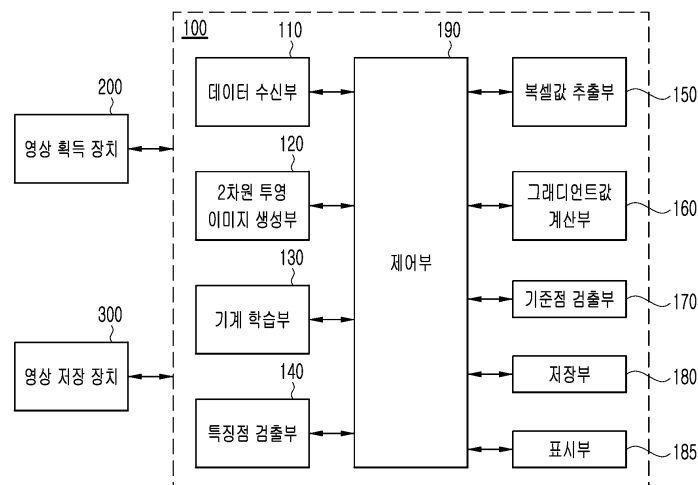 100
110
190
데이터 수신부
복셀값 추출부
150
200
영상 획득 장치
120
2차원 투영
이미지 생성부
그래디언트값
계산부
160
제어부
130
기계 학습부
기준점 검출부
170
300
영상 저장 장치
140
특징점 검출부
저장부
180
표시부
185